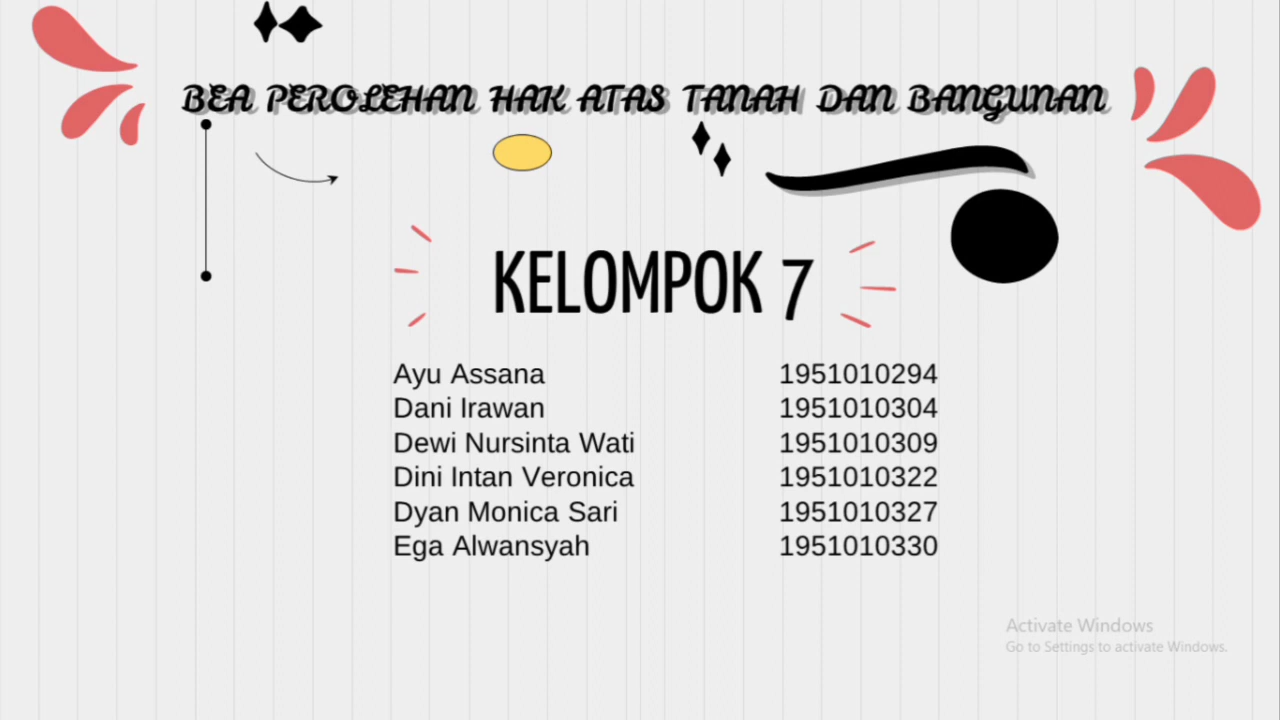 BEA PEROLEHAN HAK ATAS TANAH DAN BANGUNAN
KELOMPOK 7
Ayu Assana 1951010294
Dani Irawan 1951010304
Dewi Nursinta Wati 1951010309
Dini Intan Veronica 1951010322
Dyan Monica Sari 1951010327
Ega Alwansyah 1951010330
Activate Windows
Go to Settings to activate Windows.